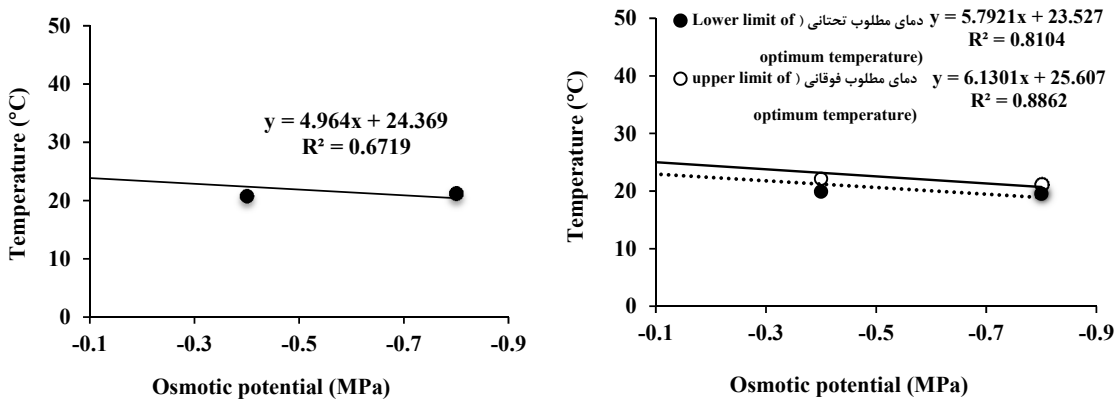 y = 4.964x + 24.369
R² = 0.6719
Temperature (°C)
50
40
30
20
10
0
-0.1
-0.3
-0.5
-0.7
-0.9
Osmotic potential (MPa)
Lower limit of ) دمای مطلوب تحتانی
optimum temperature)
y = 5.7921x + 23.527
R² = 0.8104
upper limit of ) دمای مطلوب فوقانی
optimum temperature)
y = 6.1301x + 25.607
R² = 0.8862
Temperature (°C)
50
40
30
20
10
0
-0.1
-0.3
-0.5
-0.7
-0.9
Osmotic potential (MPa)